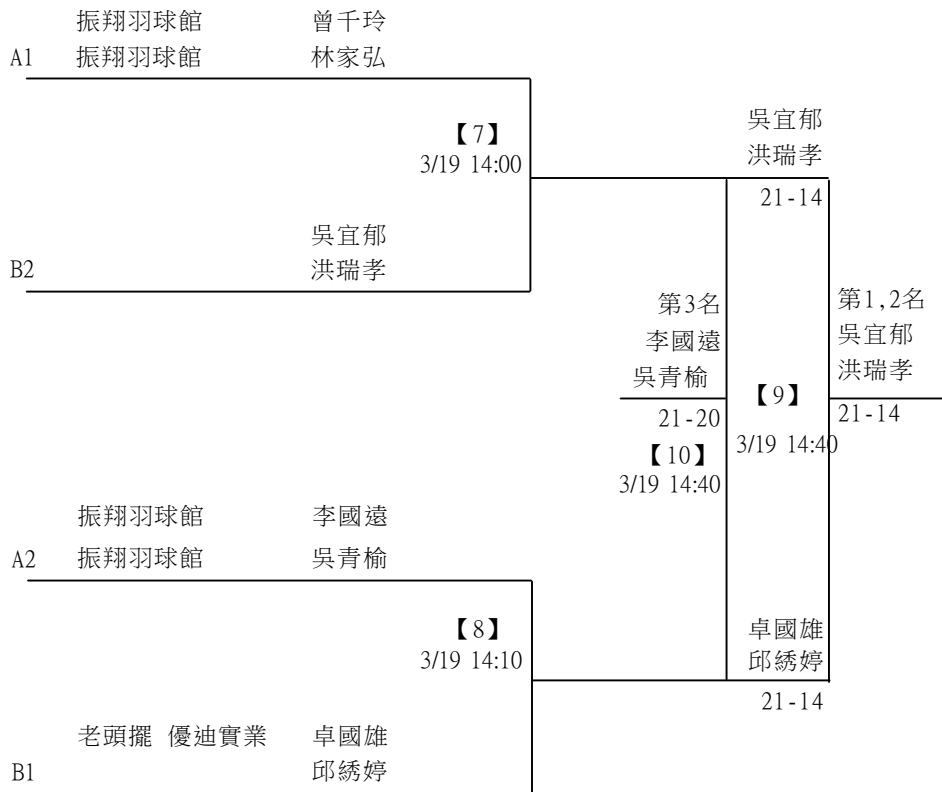 振翔羽球館 曾千玲
A1 振翔羽球館 林家弘
【7】
3/19 14:00
吳宜郁
洪瑞孝
21-14
吳宜郁
B2 洪瑞孝
第3名
李國遠
吳青榆
21-20
【10】
3/19 14:40
【9】
3/19 14:40
第1,2名
吳宜郁
洪瑞孝
21-14
振翔羽球館 李國遠
A2 振翔羽球館 吳青榆
【8】
3/19 14:10
卓國雄
邱綉婷
21-14
老頭擺 優迪實業 卓國雄
B1 邱綉婷